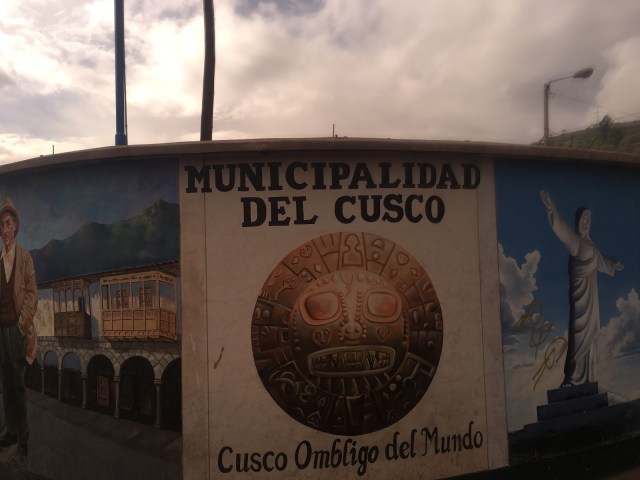 MUNICIPALIDAD
DEL CUSCO
Cusco Ombligo del Mundo